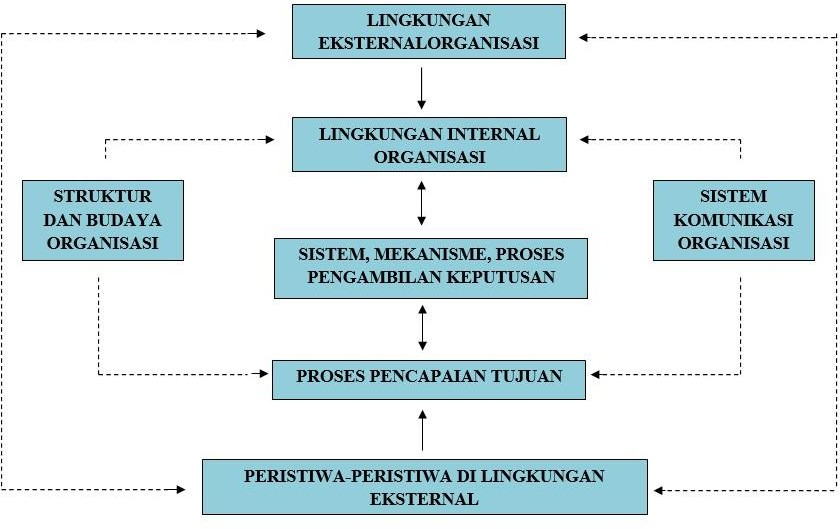 LINGKUNGAN
EKSTERNALORGANISASI
LINGKUNGAN INTERNAL
ORGANISASI
STRUKTUR
DAN BUDAYA
ORGANISASI
SISTEM
KOMUNIKASI
ORGANISASI
SISTEM, MEKANISME, PROSES
PENGAMBILAN KEPUTUSAN
PROSES PENCAPAIAN TUJUAN
PERISTIWA-PERISTIWA DI LINGKUNGAN
EKSTERNAL